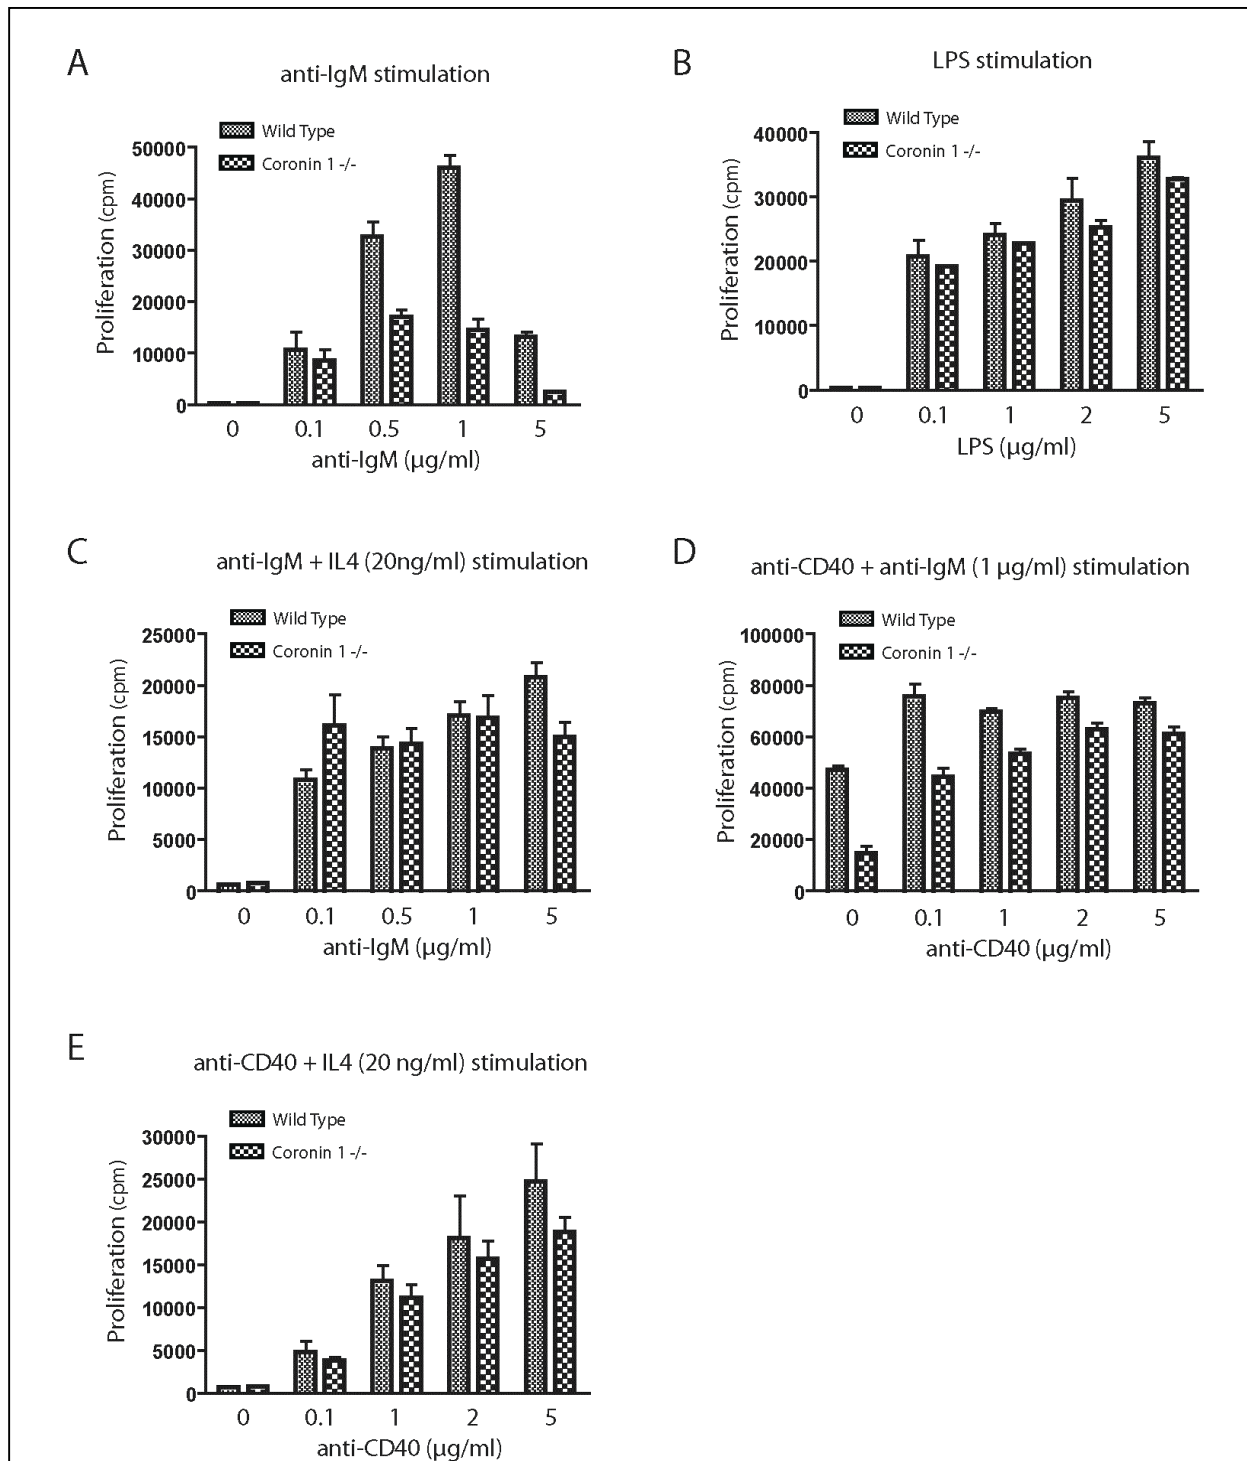 A
anti-IgM stimulation
Wild Type
Coronin 1 -/-
Proliferation (cpm)
50000
40000
30000
20000
10000
0
0 0.1 0.5 1 5
anti-IgM (µg/ml)
B
LPS stimulation
Wild Type
Coronin 1 -/-
Proliferation (cpm)
40000
30000
20000
10000
0
0 0.1 1 2 5
LPS (µg/ml)
C
anti-IgM + IL4 (20ng/ml) stimulation
Wild Type
Coronin 1 -/-
Proliferation (cpm)
25000
20000
15000
10000
5000
0
0 0.1 0.5 1 5
anti-IgM (µg/ml)
D
anti-CD40 + anti-IgM (1 µg/ml) stimulation
Wild Type
Coronin 1 -/-
Proliferation (cpm)
100000
80000
60000
40000
20000
0
0 0.1 1 2 5
anti-CD40 (µg/ml)
E
anti-CD40 + IL4 (20 ng/ml) stimulation
Wild Type
Coronin 1 -/-
Proliferation (cpm)
30000
25000
20000
15000
10000
5000
0
0 0.1 1 2 5
anti-CD40 (µg/ml)